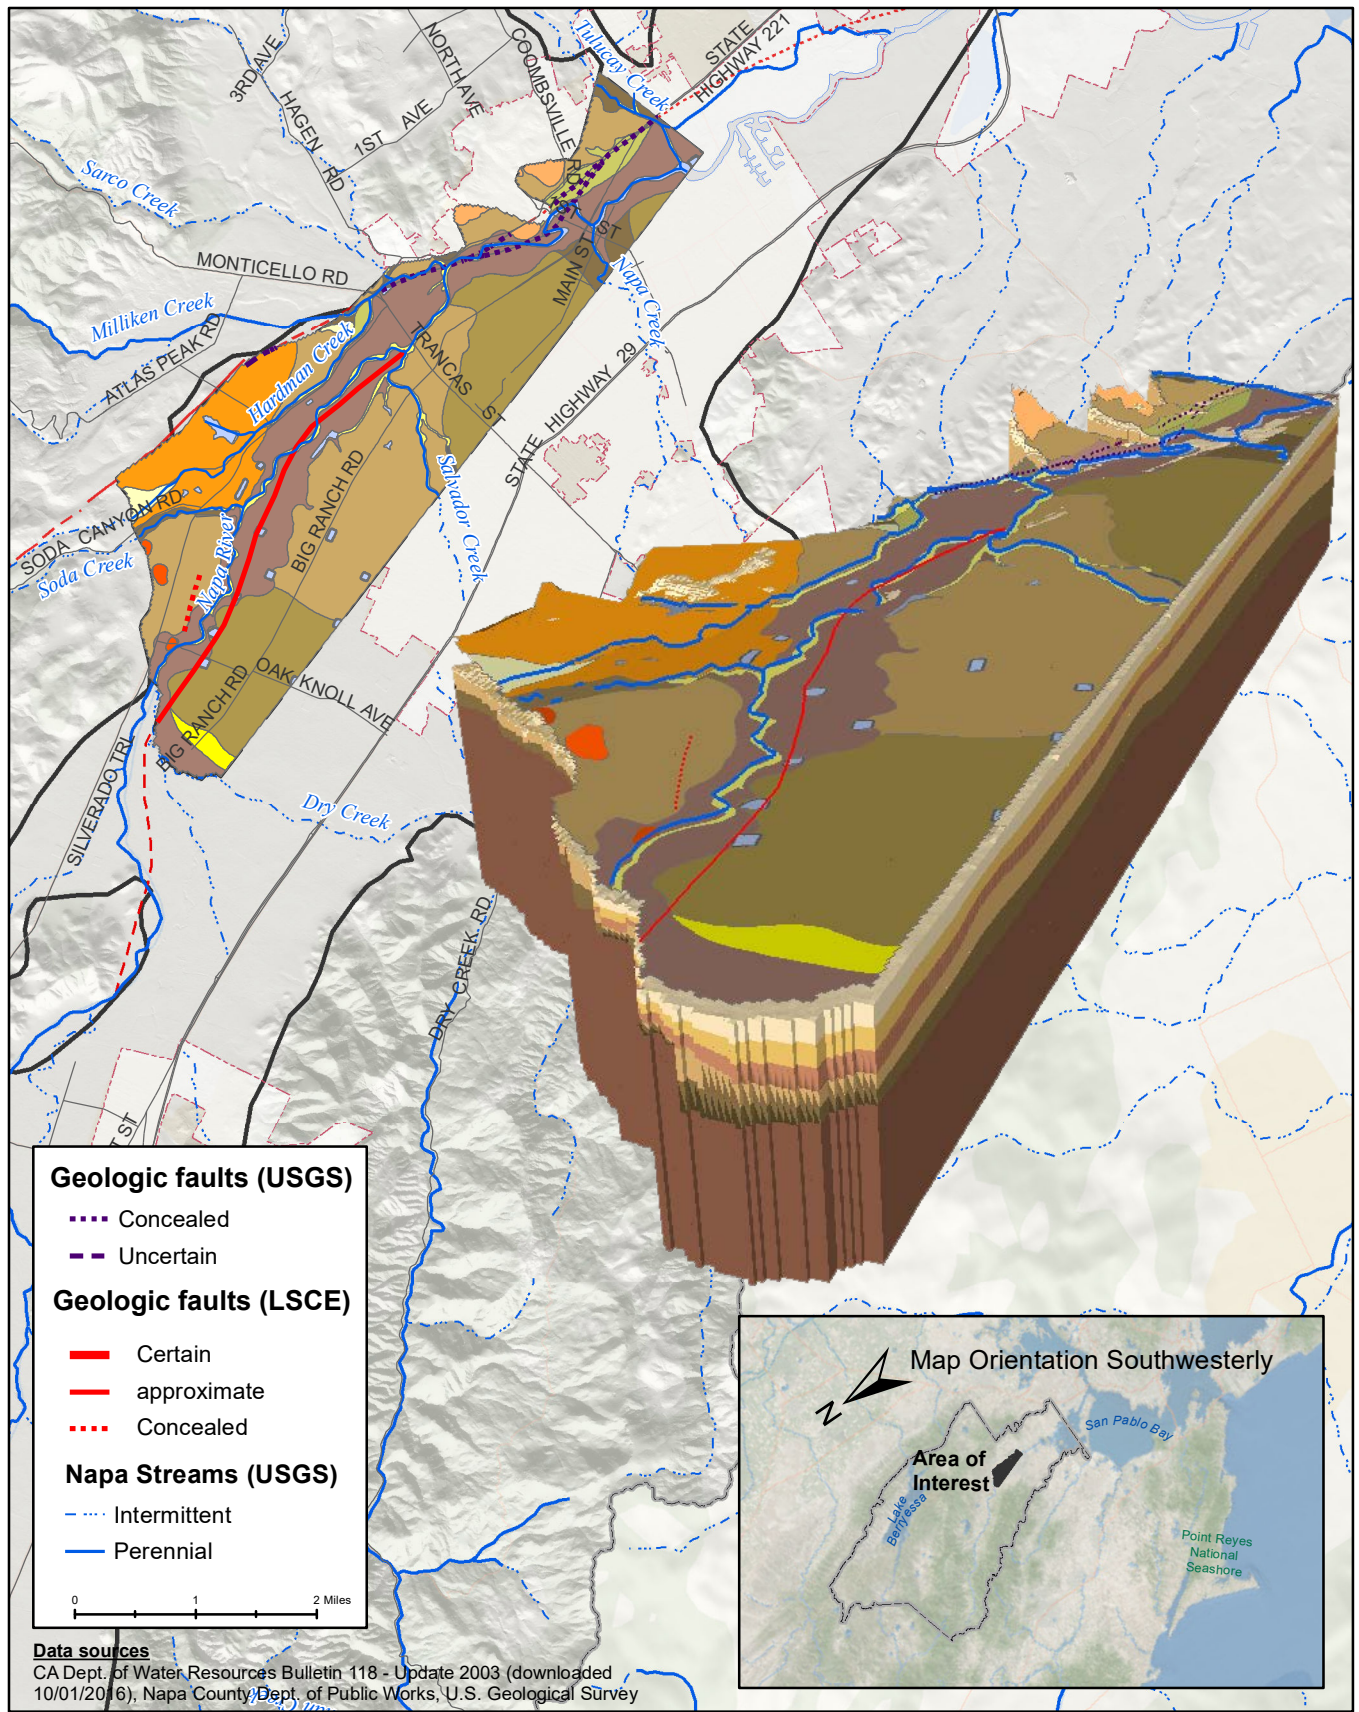 3RD AVE
HAGEN RD
NORTH AVE
1ST AVE
COOMBSVILLE RD
Tulucay Creek
STATE
HIGHWAY 221
Sarco Creek
MONTICELLO RD
Milliken Creek
ATLAS PEAK RD
Hardman Creek
ST
MAIN ST
Napa Creek
TRANCAS ST
STATE HIGHWAY 29
SODA CANYON RD
Soda Creek
Napa River
BIG RANCH RD
Salvador Creek
OAK KNOLL AVE
BIG RANCH RD
SILVERADO TRL
Dry Creek
DRY CREEK RD
T ST
Geologic faults (USGS)
Concealed
Uncertain
Geologic faults (LSCE)
Certain
approximate
Concealed
Napa Streams (USGS)
Intermittent
Perennial
0 1 2 Miles
Map Orientation Southwesterly
N
San Pablo Bay
Area of
Interest
Lake
Berryessa
Point Reyes
National
Seashore
Data sources
CA Dept. of Water Resources Bulletin 118 - Update 2003 (downloaded
10/01/2016), Napa County Dept. of Public Works, U.S. Geological Survey